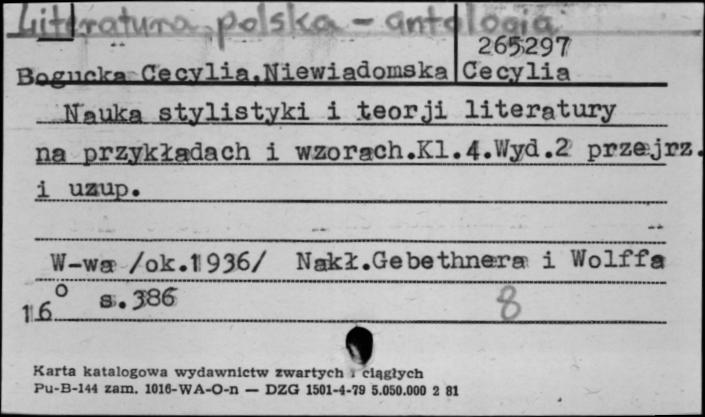 Literatura polska - antologia
265297
Bogucka Cecylia, Niewiadomska Cecylia
Nauka stylistyki i teorji literatury
na przykładach i wzorach. Kl. 4. Wyd. 2 przejrz.
i uzup.
W-wa /ok. 1936/ Nakł. Gebethnera i Wolffa
16° s. 386 8
Karta katalogowa wydawnictw zwartych i ciągłych
Pu-B-144 zam. 1016-WA-O-n — DZG 1501-4-79 5.050.000 2 81